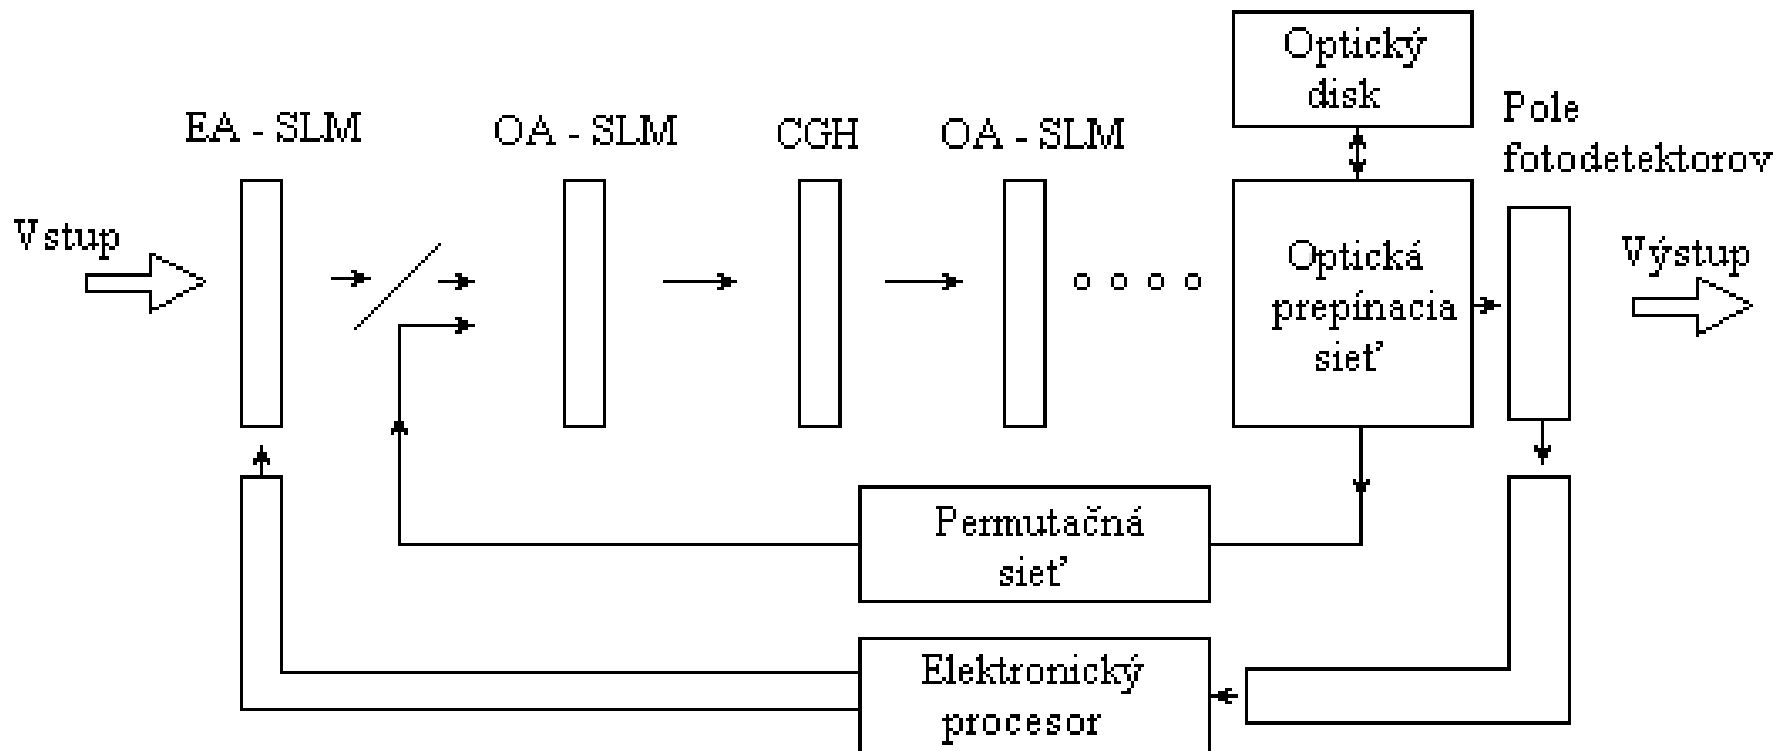 Optický
disk
EA - SLM
OA - SLM
CGH
OA - SLM
Pole
fotodetektorov
Vstup
Optická
prepínacia
sieť
Výstup
Permutačná
sieť
Elektronický
procesor